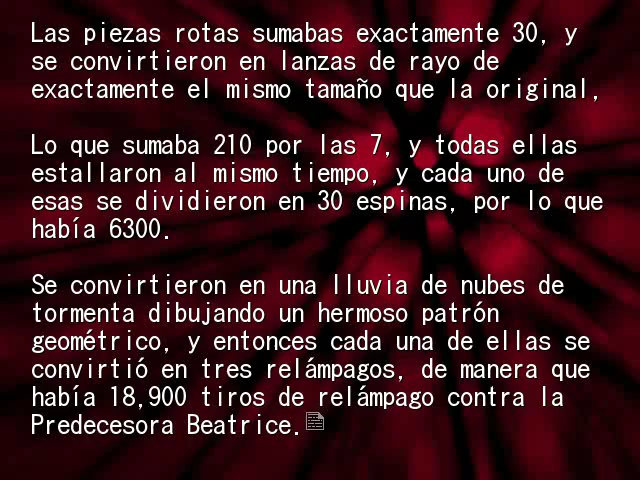 Las piezas rotas sumabas exactamente 30, y
se convirtieron en lanzas de rayo de
exactamente el mismo tamaño que la original,
Lo que sumaba 210 por las 7, y todas ellas
estallaron al mismo tiempo, y cada uno de
esas se dividieron en 30 espinas, por lo que
había 6300.
Se convirtieron en una lluvia de nubes de
tormenta dibujando un hermoso patrón
geométrico, y entonces cada una de ellas se
convirtió en tres relámpagos, de manera que
había 18,900 tiros de relámpago contra la
Predecesora Beatrice.